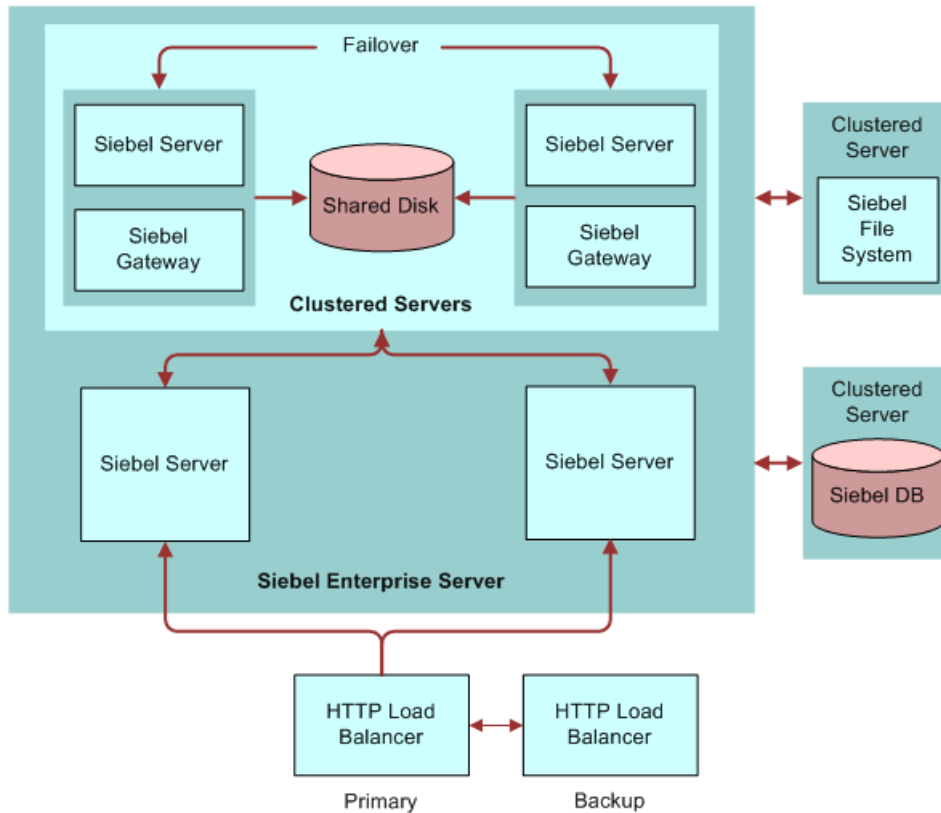 Failover
Siebel Server
Siebel
Gateway
Shared Disk
Siebel Server
Siebel
Gateway
Clustered Servers
Clustered
Server
Siebel
File
System
Siebel Server
Siebel Server
Clustered
Server
Siebel DB
Siebel Enterprise Server
HTTP Load
Balancer
HTTP Load
Balancer
Primary
Backup